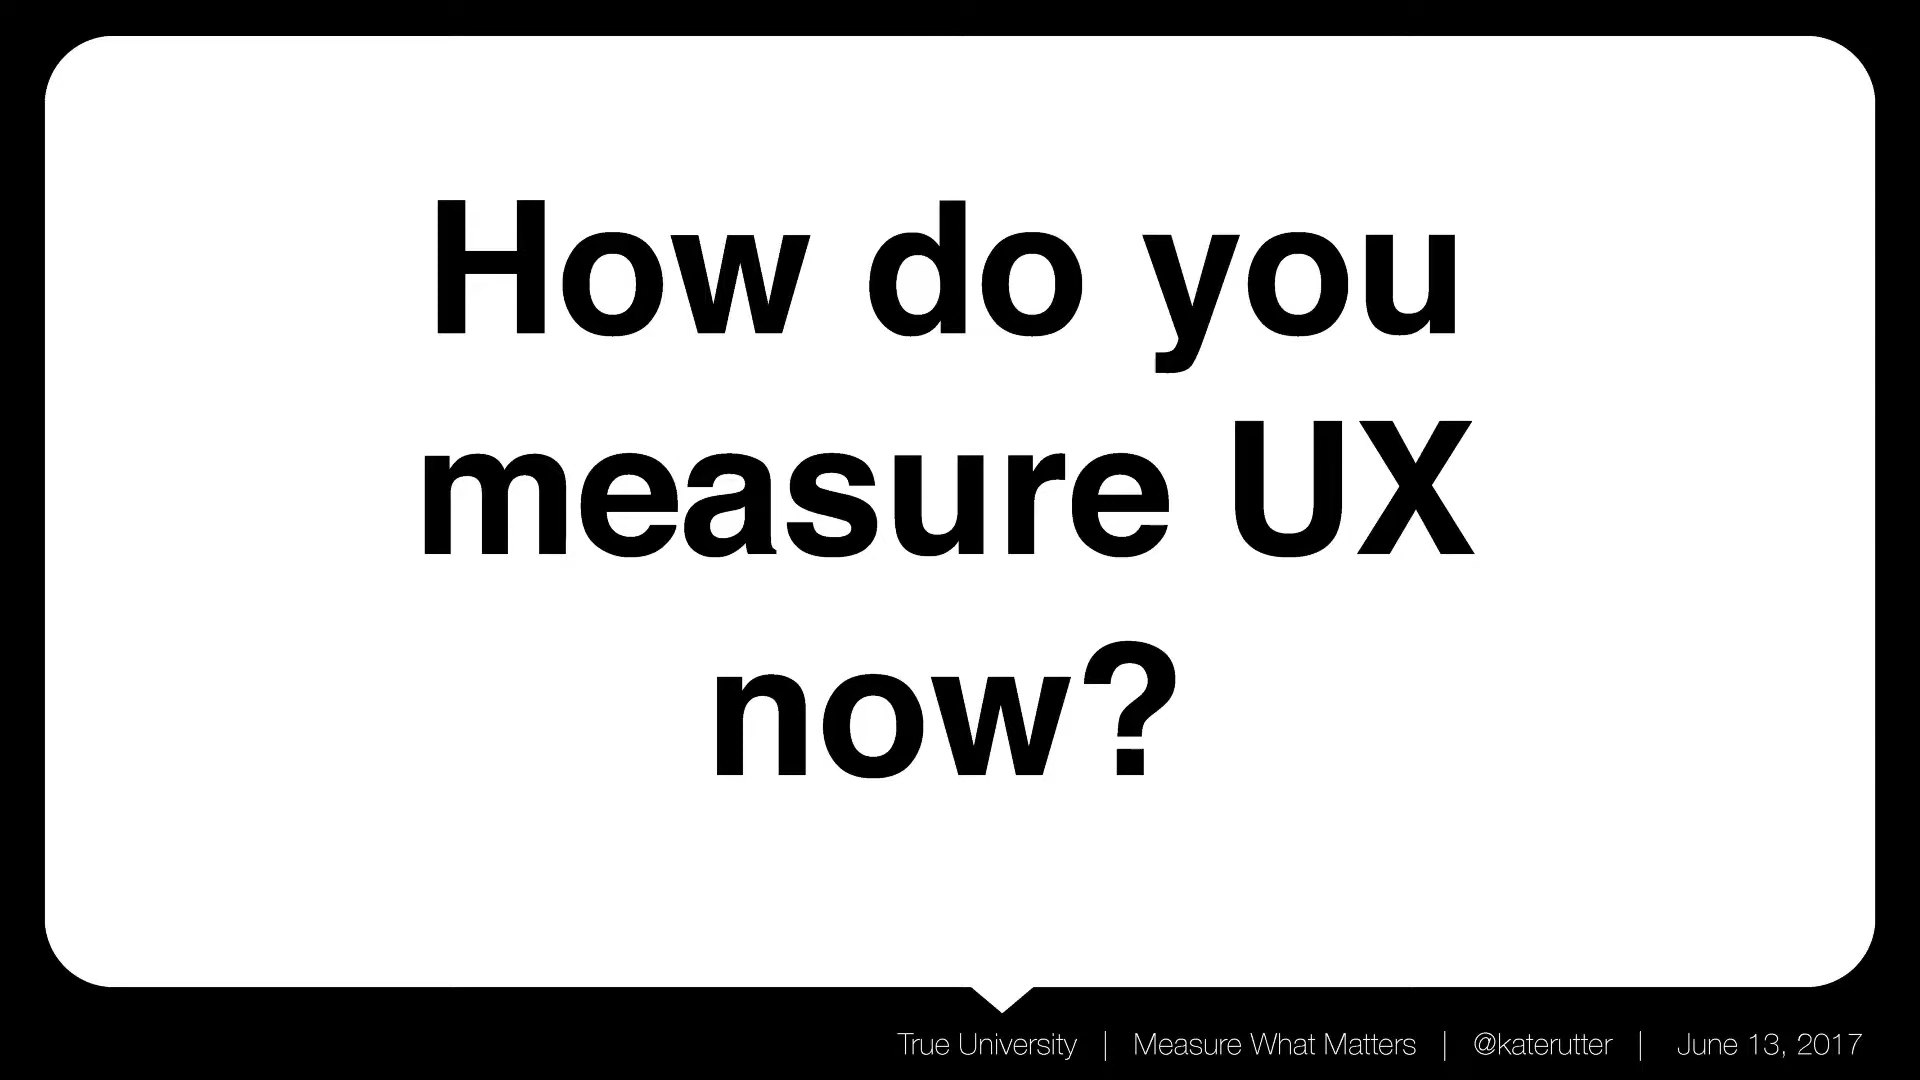 How do you
measure UX
now?
True University | Measure What Matters | @katerutter | June 13, 2017